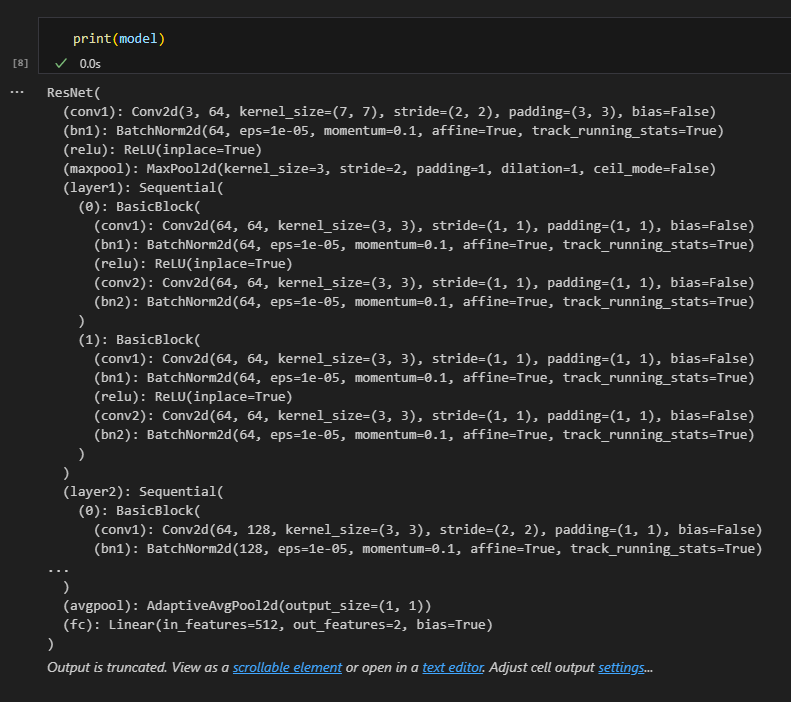 print(model)
[8]
0.0s
...
ResNet(
(conv1): Conv2d(3, 64, kernel_size=(7, 7), stride=(2, 2), padding=(3, 3), bias=False)
(bn1): BatchNorm2d(64, eps=1e-05, momentum=0.1, affine=True, track_running_stats=True)
(relu): ReLU(inplace=True)
(maxpool): MaxPool2d(kernel_size=3, stride=2, padding=1, dilation=1, ceil_mode=False)
(layer1): Sequential(
(0): BasicBlock(
(conv1): Conv2d(64, 64, kernel_size=(3, 3), stride=(1, 1), padding=(1, 1), bias=False)
(bn1): BatchNorm2d(64, eps=1e-05, momentum=0.1, affine=True, track_running_stats=True)
(relu): ReLU(inplace=True)
(conv2): Conv2d(64, 64, kernel_size=(3, 3), stride=(1, 1), padding=(1, 1), bias=False)
(bn2): BatchNorm2d(64, eps=1e-05, momentum=0.1, affine=True, track_running_stats=True)
)
(1): BasicBlock(
(conv1): Conv2d(64, 64, kernel_size=(3, 3), stride=(1, 1), padding=(1, 1), bias=False)
(bn1): BatchNorm2d(64, eps=1e-05, momentum=0.1, affine=True, track_running_stats=True)
(relu): ReLU(inplace=True)
(conv2): Conv2d(64, 64, kernel_size=(3, 3), stride=(1, 1), padding=(1, 1), bias=False)
(bn2): BatchNorm2d(64, eps=1e-05, momentum=0.1, affine=True, track_running_stats=True)
)
)
(layer2): Sequential(
(0): BasicBlock(
(conv1): Conv2d(64, 128, kernel_size=(3, 3), stride=(2, 2), padding=(1, 1), bias=False)
(bn1): BatchNorm2d(128, eps=1e-05, momentum=0.1, affine=True, track_running_stats=True)
...
)
(avgpool): AdaptiveAvgPool2d(output_size=(1, 1))
(fc): Linear(in_features=512, out_features=2, bias=True)
)
Output is truncated. View as a scrollable element or open in a text editor. Adjust cell output settings...